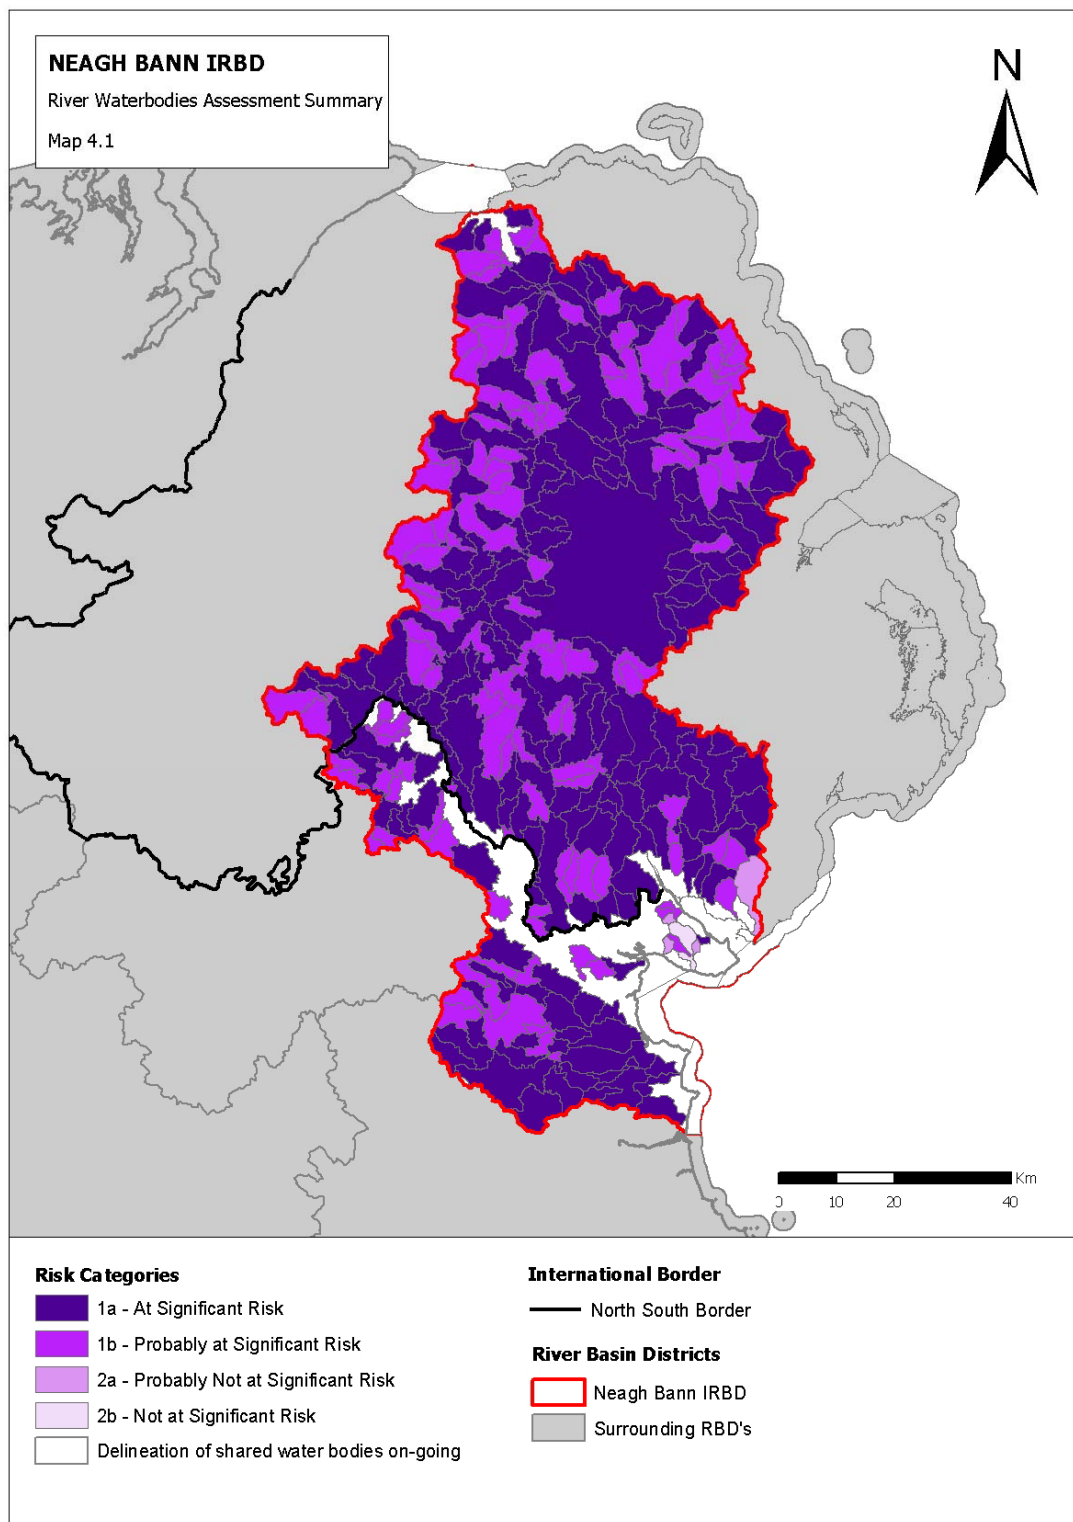 NEAGH BANN IRBD
River Waterbodies Assessment Summary
Map 4.1
N
Km
0 10 20 40
Risk Categories
1a - At Significant Risk
1b - Probably at Significant Risk
2a - Probably Not at Significant Risk
2b - Not at Significant Risk
Delineation of shared water bodies on-going
International Border
North South Border
River Basin Districts
Neagh Bann IRBD
Surrounding RBD's